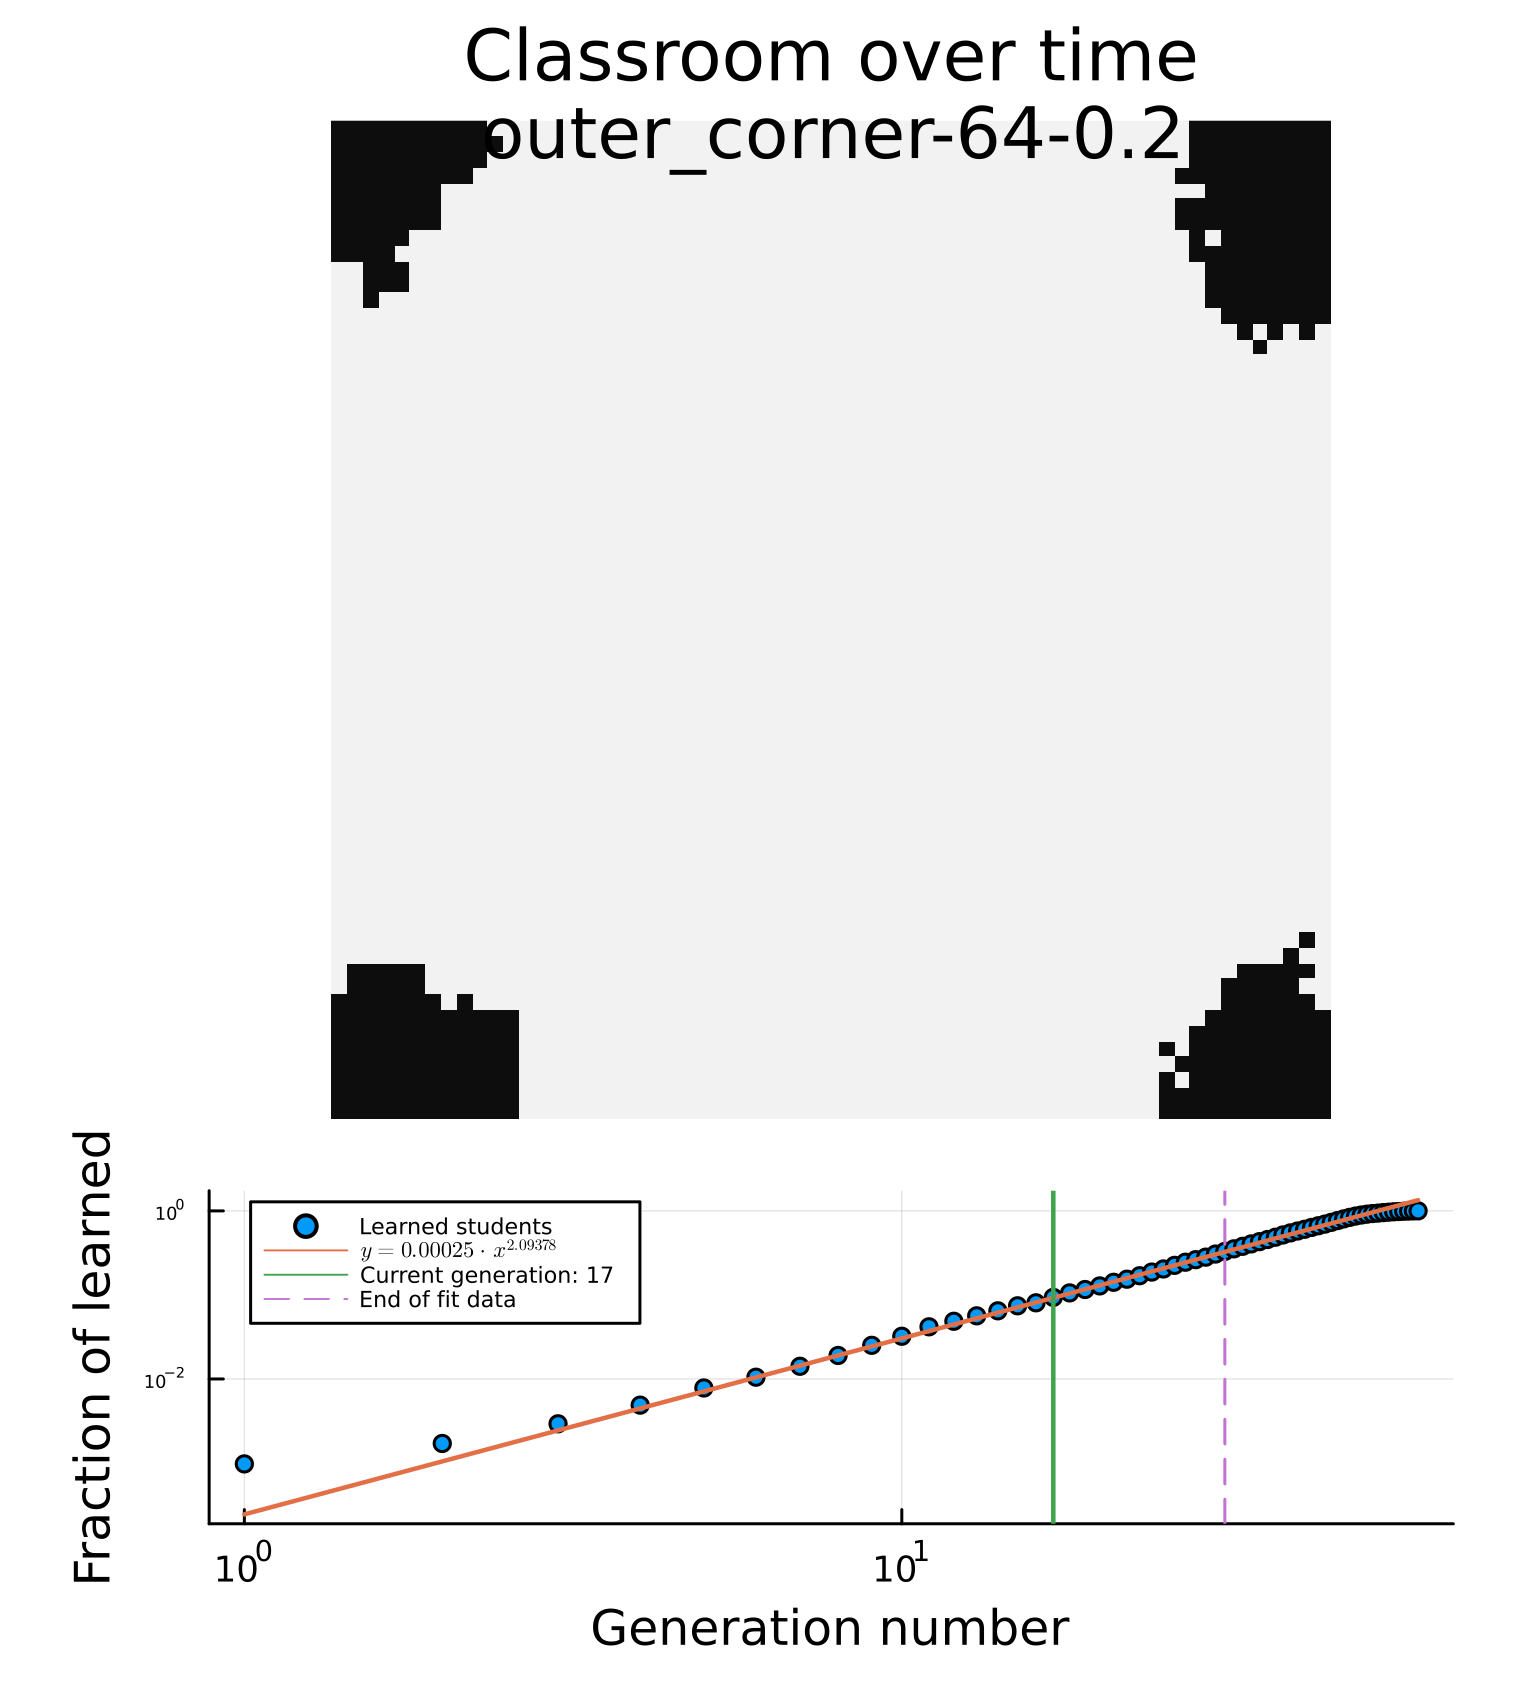 Classroom over time
outer_corner-64-0.2
Fraction of learned
10⁰
10⁻²
Learned students
y = 0.00025 · x^2.09378
Current generation: 17
End of fit data
10⁰
10¹
Generation number